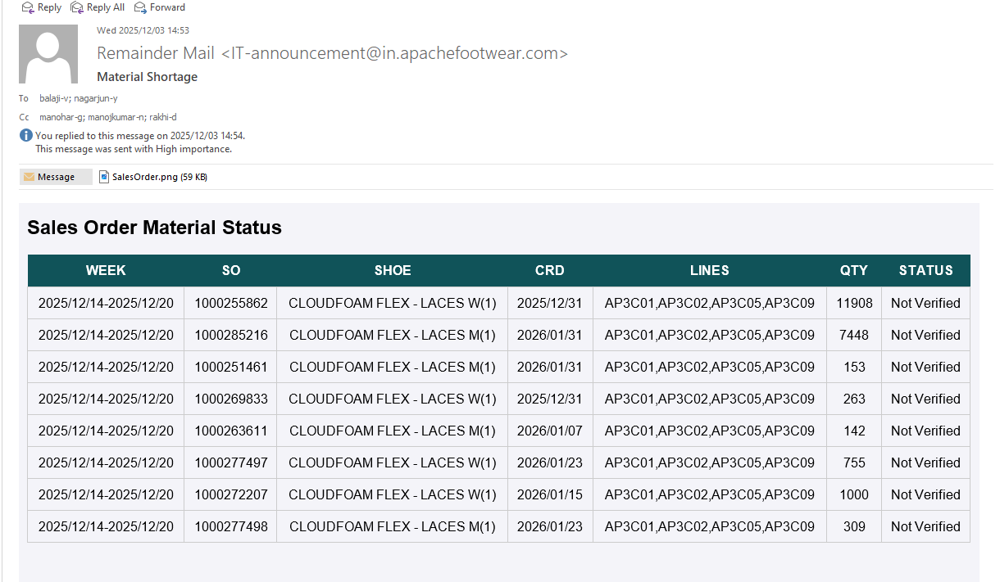 Reply Reply All Forward
Wed 2025/12/03 14:53
Remainder Mail <IT-announcement@in.apachefootwear.com>
Material Shortage
To balaji-v; nagarjun-y
Cc manohar-g; manojkumar-n; rakhi-d
You replied to this message on 2025/12/03 14:54.
This message was sent with High importance.
Message SalesOrder.png (59 KB)
Sales Order Material Status
WEEK SO SHOE CRD LINES QTY STATUS
2025/12/14-2025/12/20 1000255862 CLOUDFOAM FLEX - LACES W(1) 2025/12/31 AP3C01,AP3C02,AP3C05,AP3C09 11908 Not Verified
2025/12/14-2025/12/20 1000285216 CLOUDFOAM FLEX - LACES M(1) 2026/01/31 AP3C01,AP3C02,AP3C05,AP3C09 7448 Not Verified
2025/12/14-2025/12/20 1000251461 CLOUDFOAM FLEX - LACES M(1) 2026/01/31 AP3C01,AP3C02,AP3C05,AP3C09 153 Not Verified
2025/12/14-2025/12/20 1000269833 CLOUDFOAM FLEX - LACES W(1) 2025/12/31 AP3C01,AP3C02,AP3C05,AP3C09 263 Not Verified
2025/12/14-2025/12/20 1000263611 CLOUDFOAM FLEX - LACES M(1) 2026/01/07 AP3C01,AP3C02,AP3C05,AP3C09 142 Not Verified
2025/12/14-2025/12/20 1000277497 CLOUDFOAM FLEX - LACES W(1) 2026/01/23 AP3C01,AP3C02,AP3C05,AP3C09 755 Not Verified
2025/12/14-2025/12/20 1000272207 CLOUDFOAM FLEX - LACES W(1) 2026/01/15 AP3C01,AP3C02,AP3C05,AP3C09 1000 Not Verified
2025/12/14-2025/12/20 1000277498 CLOUDFOAM FLEX - LACES M(1) 2026/01/23 AP3C01,AP3C02,AP3C05,AP3C09 309 Not Verified